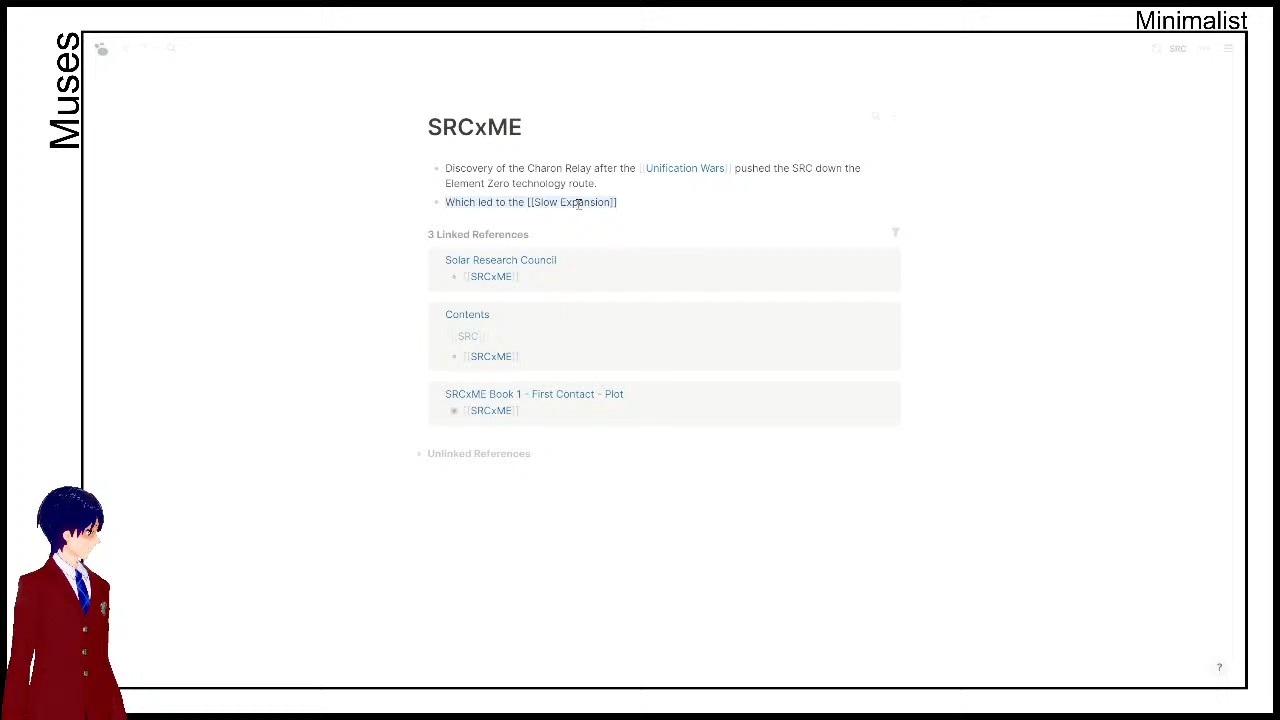 Minimalist
Muses
SRC
SRCxME
Discovery of the Charon Relay after the [[Unification Wars]] pushed the SRC down the
Element Zero technology route.
Which led to the [[Slow Expansion]]
3 Linked References
Solar Research Council
[[SRCxME]]
Contents
[[SRC]]
[[SRCxME]]
SRCxME Book 1 - First Contact - Plot
[[SRCxME]]
Unlinked References
?